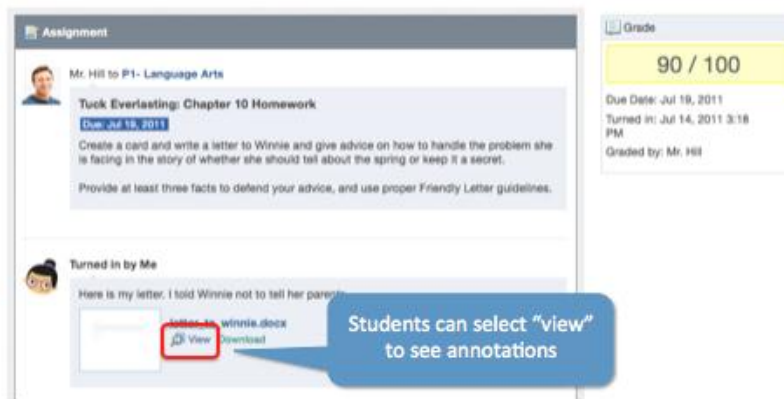 Assignment
Mr. Hill to P1- Language Arts
Tuck Everlasting: Chapter 10 Homework
Due: Jul 19, 2011
Create a card and write a letter to Winnie and give advice on how to handle the problem she
is facing in the story of whether she should tell about the spring or keep it a secret.
Provide at least three facts to defend your advice, and use proper Friendly Letter guidelines.
Turned in by Me
Here is my letter. I told Winnie not to tell her parents
letter_to_winnie.docx
View Download
Students can select "view"
to see annotations
Grade
90 / 100
Due Date: Jul 19, 2011
Turned in: Jul 14, 2011 3:18
PM
Graded by: Mr. Hill